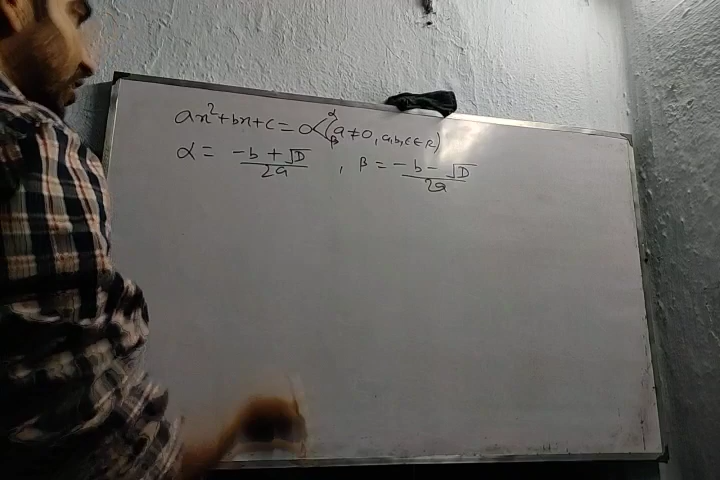 ax²+bx+c=0<α β (a≠0, a,b,c∈R)
α = (-b+√D)/2a , β = (-b-√D)/2a